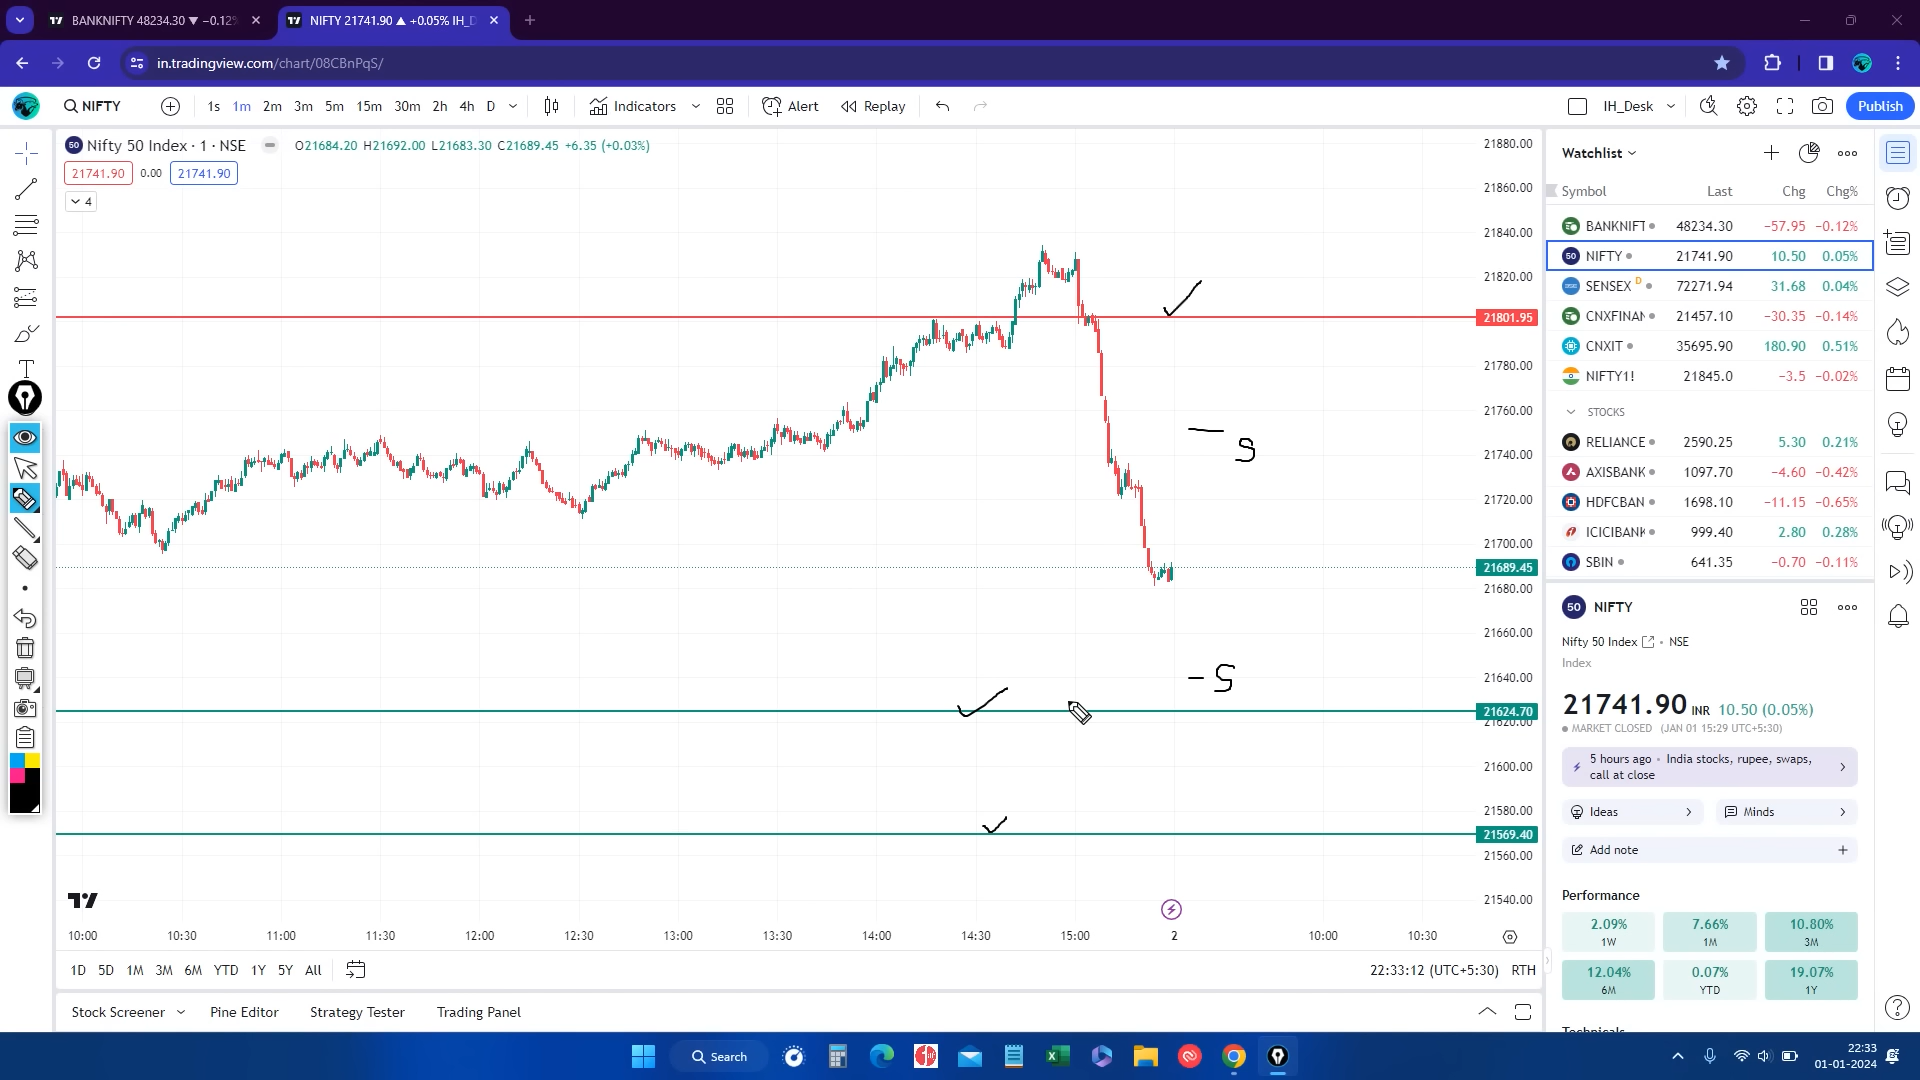 BANKNIFTY 48234.30 ▼ −0.12%
NIFTY 21741.90 ▲ +0.05% IH_D
in.tradingview.com/chart/08CBnPqS/
NIFTY 1s 1m 2m 3m 5m 15m 30m 2h 4h D Indicators Alert Replay IH_Desk Publish
50 Nifty 50 Index · 1 · NSE O21684.20 H21692.00 L21683.30 C21689.45 +6.35 (+0.03%)
21741.90 0.00 21741.90
4
T
21880.00
21860.00
21840.00
21820.00
21801.95
21780.00
21760.00
21740.00
21720.00
21700.00
21689.45
21680.00
21660.00
21640.00
21624.70
21620.00
21600.00
21580.00
21569.40
21560.00
21540.00
S
– S
10:00 10:30 11:00 11:30 12:00 12:30 13:00 13:30 14:00 14:30 15:00 2 10:00 10:30
1D 5D 1M 3M 6M YTD 1Y 5Y All 22:33:12 (UTC+5:30) RTH
Stock Screener Pine Editor Strategy Tester Trading Panel
Watchlist
Symbol Last Chg Chg%
BANKNIFT 48234.30 −57.95 −0.12%
50 NIFTY 21741.90 10.50 0.05%
SENSEX D 72271.94 31.68 0.04%
CNXFINAN 21457.10 −30.35 −0.14%
CNXIT 35695.90 180.90 0.51%
NIFTY1! 21845.0 −3.5 −0.02%
STOCKS
RELIANCE 2590.25 5.30 0.21%
AXISBANK 1097.70 −4.60 −0.42%
HDFCBAN 1698.10 −11.15 −0.65%
ICICIBANK 999.40 2.80 0.28%
SBIN 641.35 −0.70 −0.11%
50 NIFTY
Nifty 50 Index • NSE
Index
21741.90 INR 10.50 (0.05%)
MARKET CLOSED (JAN 01 15:29 UTC+5:30)
5 hours ago • India stocks, rupee, swaps,
call at close
Ideas Minds
Add note
Performance
2.09% 7.66% 10.80%
1W 1M 3M
12.04% 0.07% 19.07%
6M YTD 1Y
Technicals
Search
22:33
01-01-2024